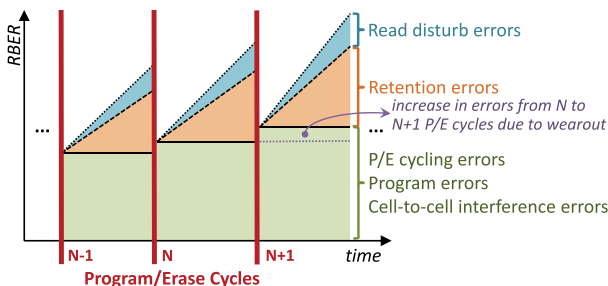 RBER
Read disturb errors
Retention errors
increase in errors from N to
N+1 P/E cycles due to wearout
...
...
P/E cycling errors
Program errors
Cell-to-cell interference errors
N-1
N
N+1
time
Program/Erase Cycles